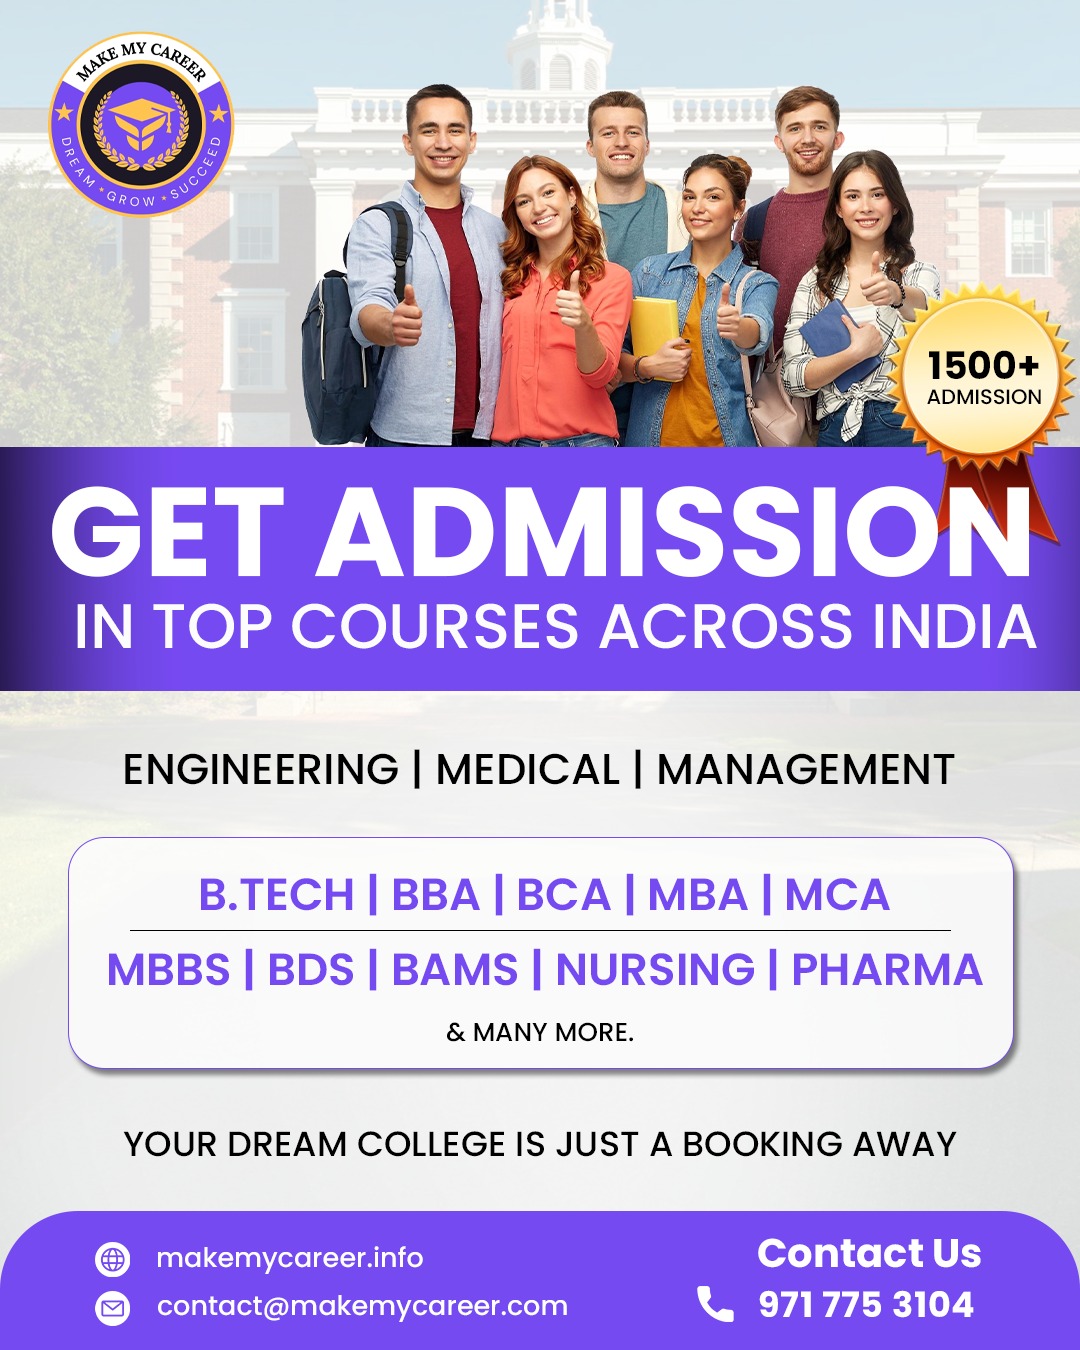 MAKE MY CAREER
DREAM ★ GROW ★ SUCCEED
1500+
ADMISSION
GET ADMISSION
IN TOP COURSES ACROSS INDIA
ENGINEERING | MEDICAL | MANAGEMENT
B.TECH | BBA | BCA | MBA | MCA
MBBS | BDS | BAMS | NURSING | PHARMA
& MANY MORE.
YOUR DREAM COLLEGE IS JUST A BOOKING AWAY
makemycareer.info
contact@makemycareer.com
Contact Us
971 775 3104